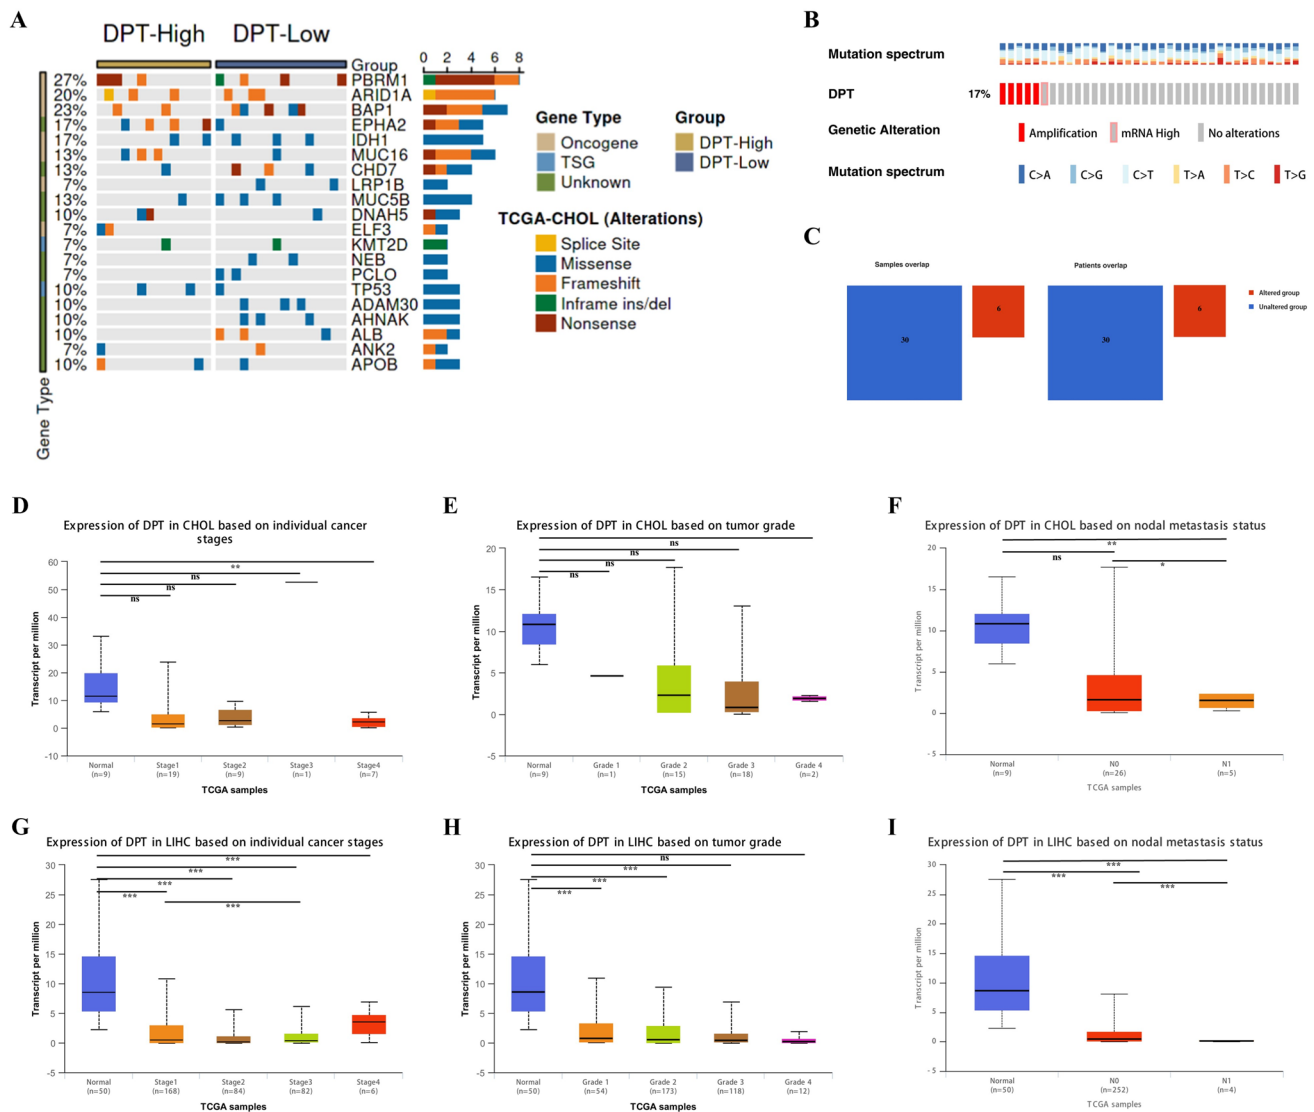 A
DPT-High DPT-Low
Group
0 2 4 6 8
27% PBRM1
20% ARID1A
23% BAP1
17% EPHA2
17% IDH1
13% MUC16
13% CHD7
7% LRP1B
13% MUC5B
10% DNAH5
7% ELF3
7% KMT2D
7% NEB
7% PCLO
10% TP53
10% ADAM30
10% AHNAK
10% ALB
7% ANK2
10% APOB
Gene Type
Gene Type
Oncogene
TSG
Unknown
Group
DPT-High
DPT-Low
TCGA-CHOL (Alterations)
Splice Site
Missense
Frameshift
Inframe ins/del
Nonsense
B
Mutation spectrum
DPT 17%
Genetic Alteration Amplification mRNA High No alterations
Mutation spectrum C>A C>G C>T T>A T>C T>G
C
Samples overlap Patients overlap
30 6 30 6
Altered group
Unaltered group
D
Expression of DPT in CHOL based on individual cancer
stages
Transcript per million
60
50
40
30
20
10
0
-10
**
ns
ns
ns
Normal Stage1 Stage2 Stage3 Stage4
(n=9) (n=19) (n=9) (n=1) (n=7)
TCGA samples
E
Expression of DPT in CHOL based on tumor grade
Transcript per million
20
15
10
5
0
-5
ns
ns
ns
ns
Normal Grade 1 Grade 2 Grade 3 Grade 4
(n=9) (n=1) (n=15) (n=18) (n=2)
TCGA samples
F
Expression of DPT in CHOL based on nodal metastasis status
Transcript per million
20
15
10
5
0
- 5
**
ns
*
Normal N0 N1
(n=9) (n=26) (n=5)
TCGA samples
G
Expression of DPT in LIHC based on individual cancer stages
Transcript per million
30
25
20
15
10
5
0
-5
***
***
***
***
***
Normal Stage1 Stage2 Stage3 Stage4
(n=50) (n=168) (n=84) (n=82) (n=6)
TCGA samples
H
Expression of DPT in LIHC based on tumor grade
Transcript per million
30
25
20
15
10
5
0
-5
ns
***
***
***
Normal Grade 1 Grade 2 Grade 3 Grade 4
(n=50) (n=54) (n=173) (n=118) (n=12)
TCGA samples
I
Expression of DPT in LIHC based on nodal metastasis status
Transcript per million
30
25
20
15
10
5
0
-5
***
***
***
Normal N0 N1
(n=50) (n=252) (n=4)
TCGA samples